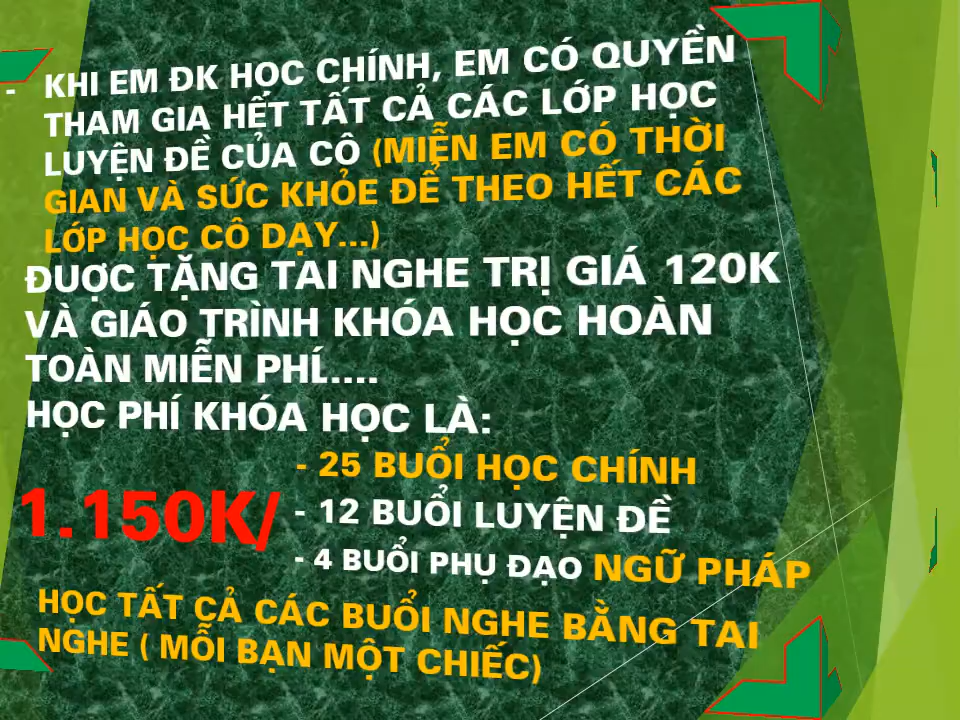 - KHI EM ĐK HỌC CHÍNH, EM CÓ QUYỀN
THAM GIA HẾT TẤT CẢ CÁC LỚP HỌC
LUYỆN ĐỀ CỦA CÔ (MIỄN EM CÓ THỜI
GIAN VÀ SỨC KHỎE ĐỂ THEO HẾT CÁC
LỚP HỌC CÔ DẠY...)
ĐUỢC TẶNG TAI NGHE TRỊ GIÁ 120K
VÀ GIÁO TRÌNH KHÓA HỌC HOÀN
TOÀN MIỄN PHÍ....
HỌC PHÍ KHÓA HỌC LÀ:
- 25 BUỔI HỌC CHÍNH
1.150K/ - 12 BUỔI LUYỆN ĐỀ
- 4 BUỔI PHỤ ĐẠO NGỮ PHÁP
HỌC TẤT CẢ CÁC BUỔI NGHE BẰNG TAI
NGHE ( MỖI BẠN MỘT CHIẾC)